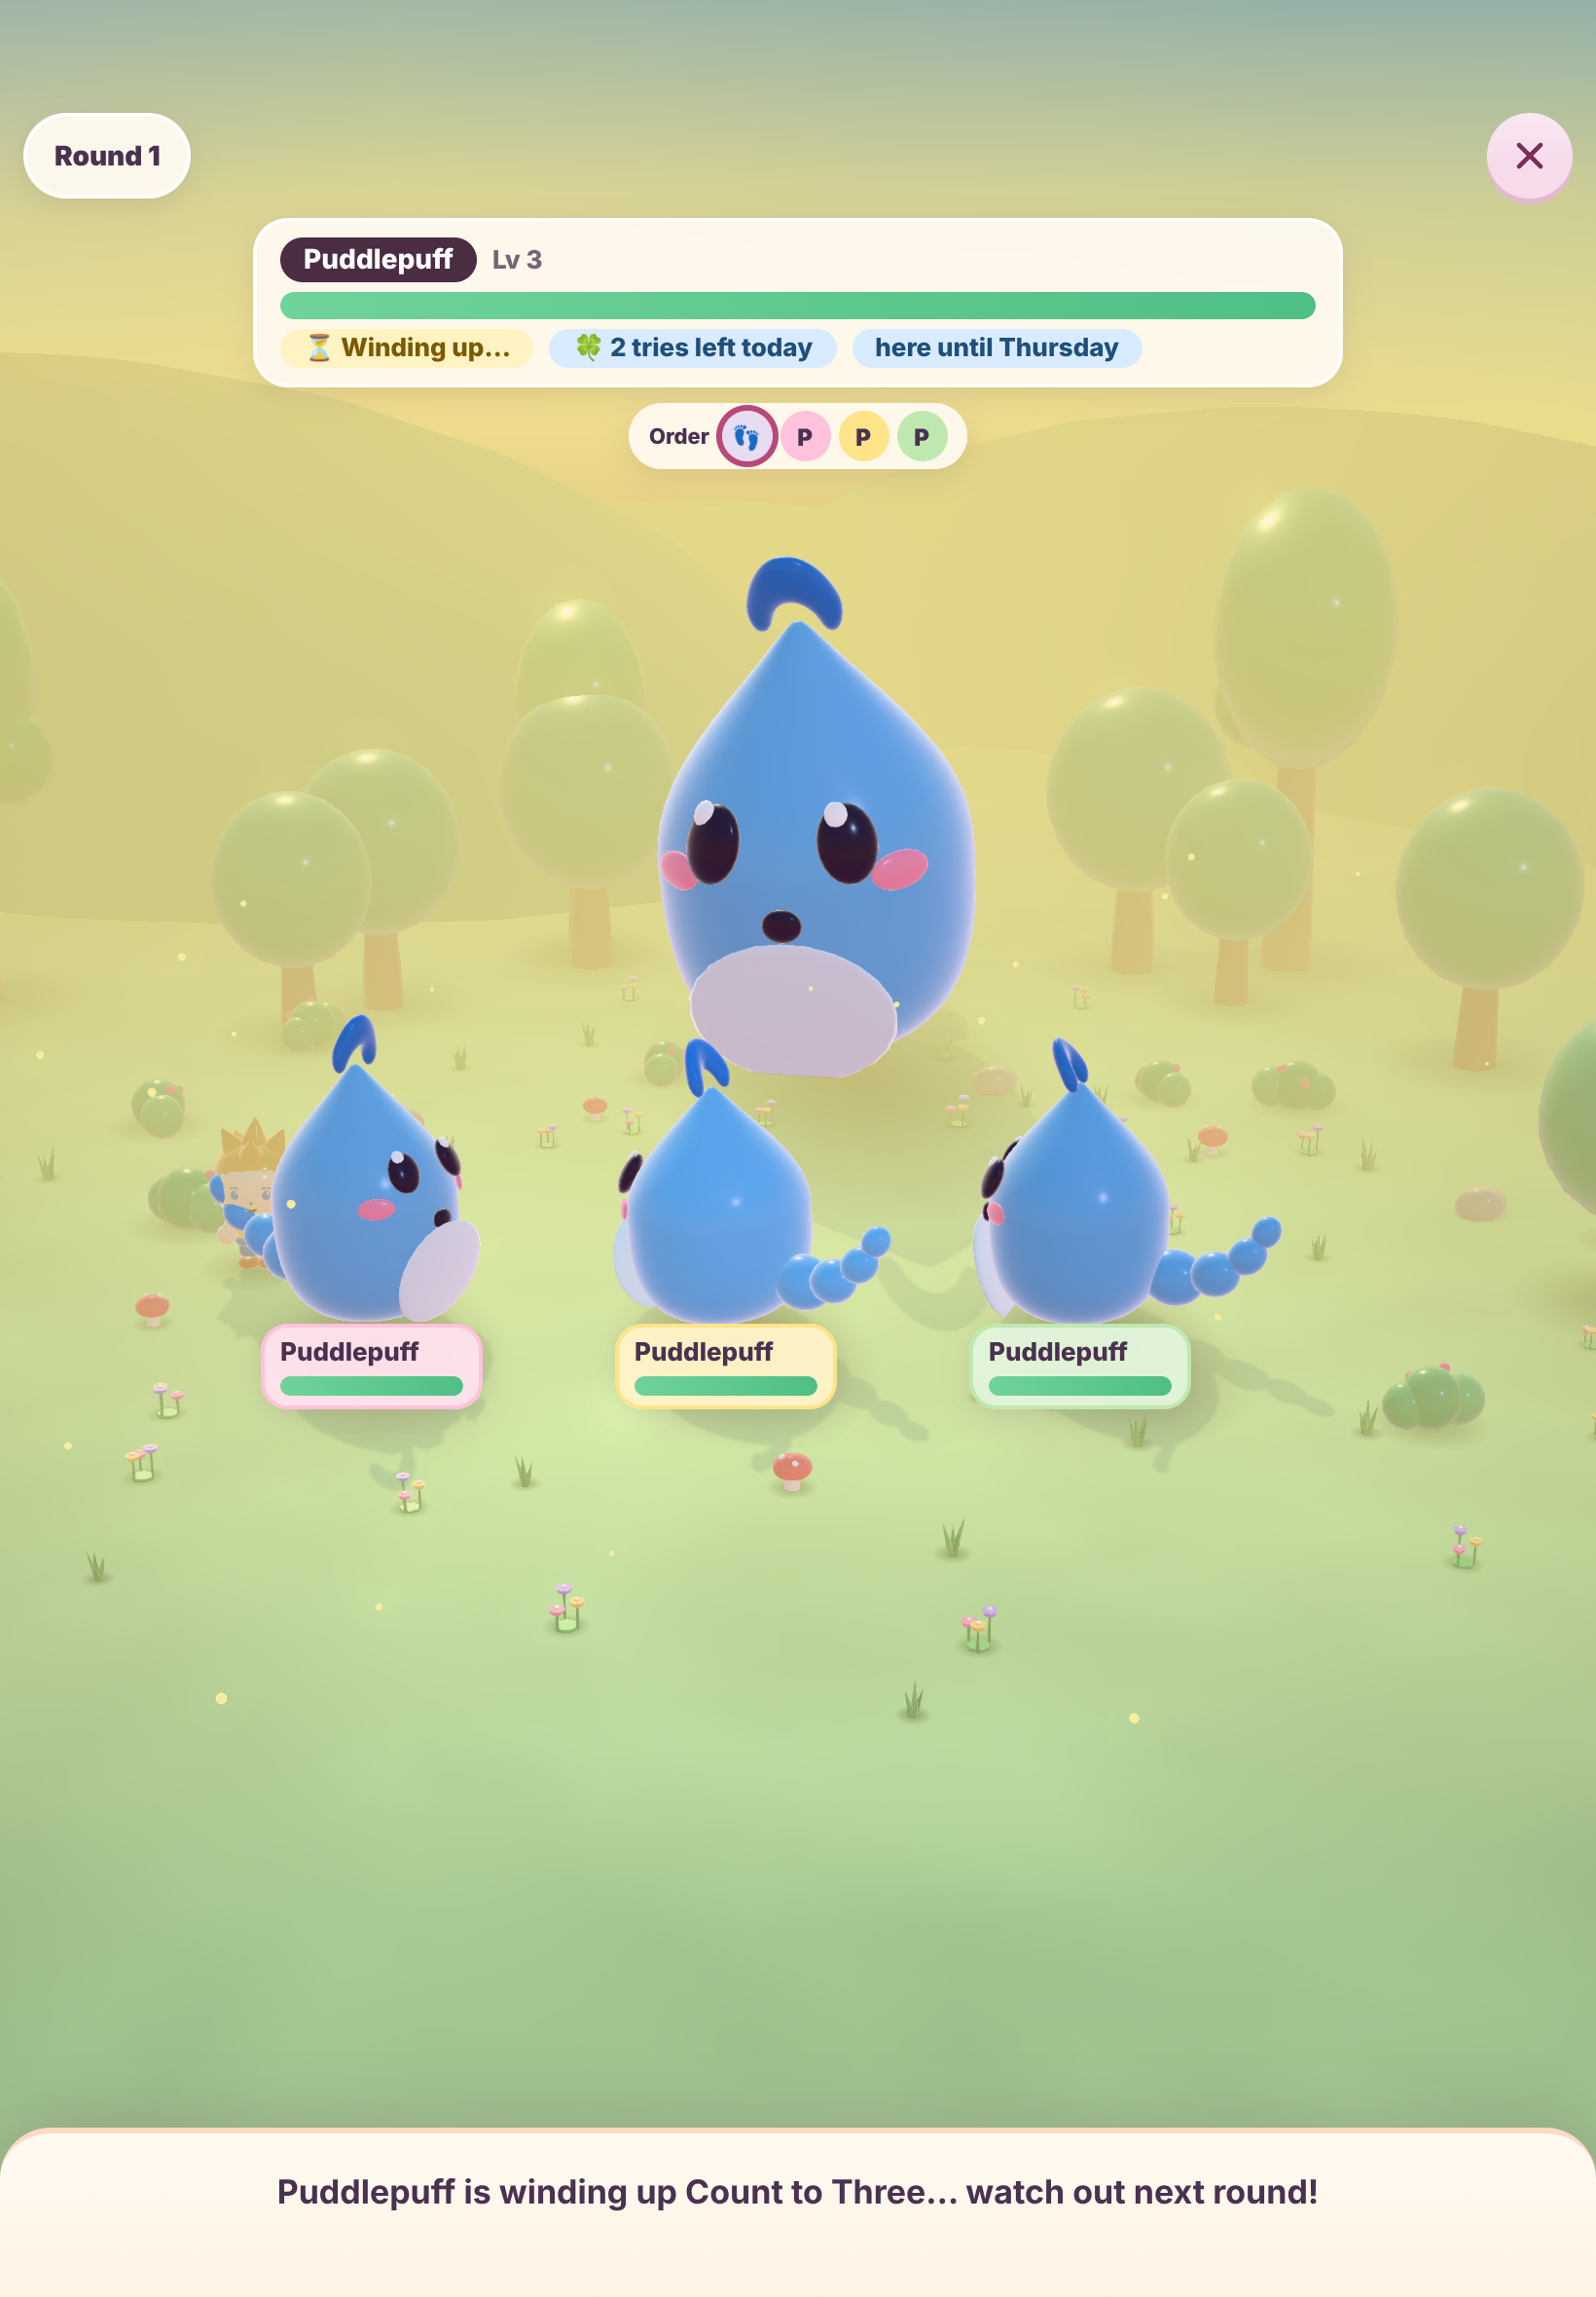 Round 1
Puddlepuff Lv 3
⏳ Winding up... 🍀 2 tries left today here until Thursday
Order 👣 P P P
Puddlepuff Puddlepuff Puddlepuff
Puddlepuff is winding up Count to Three... watch out next round!